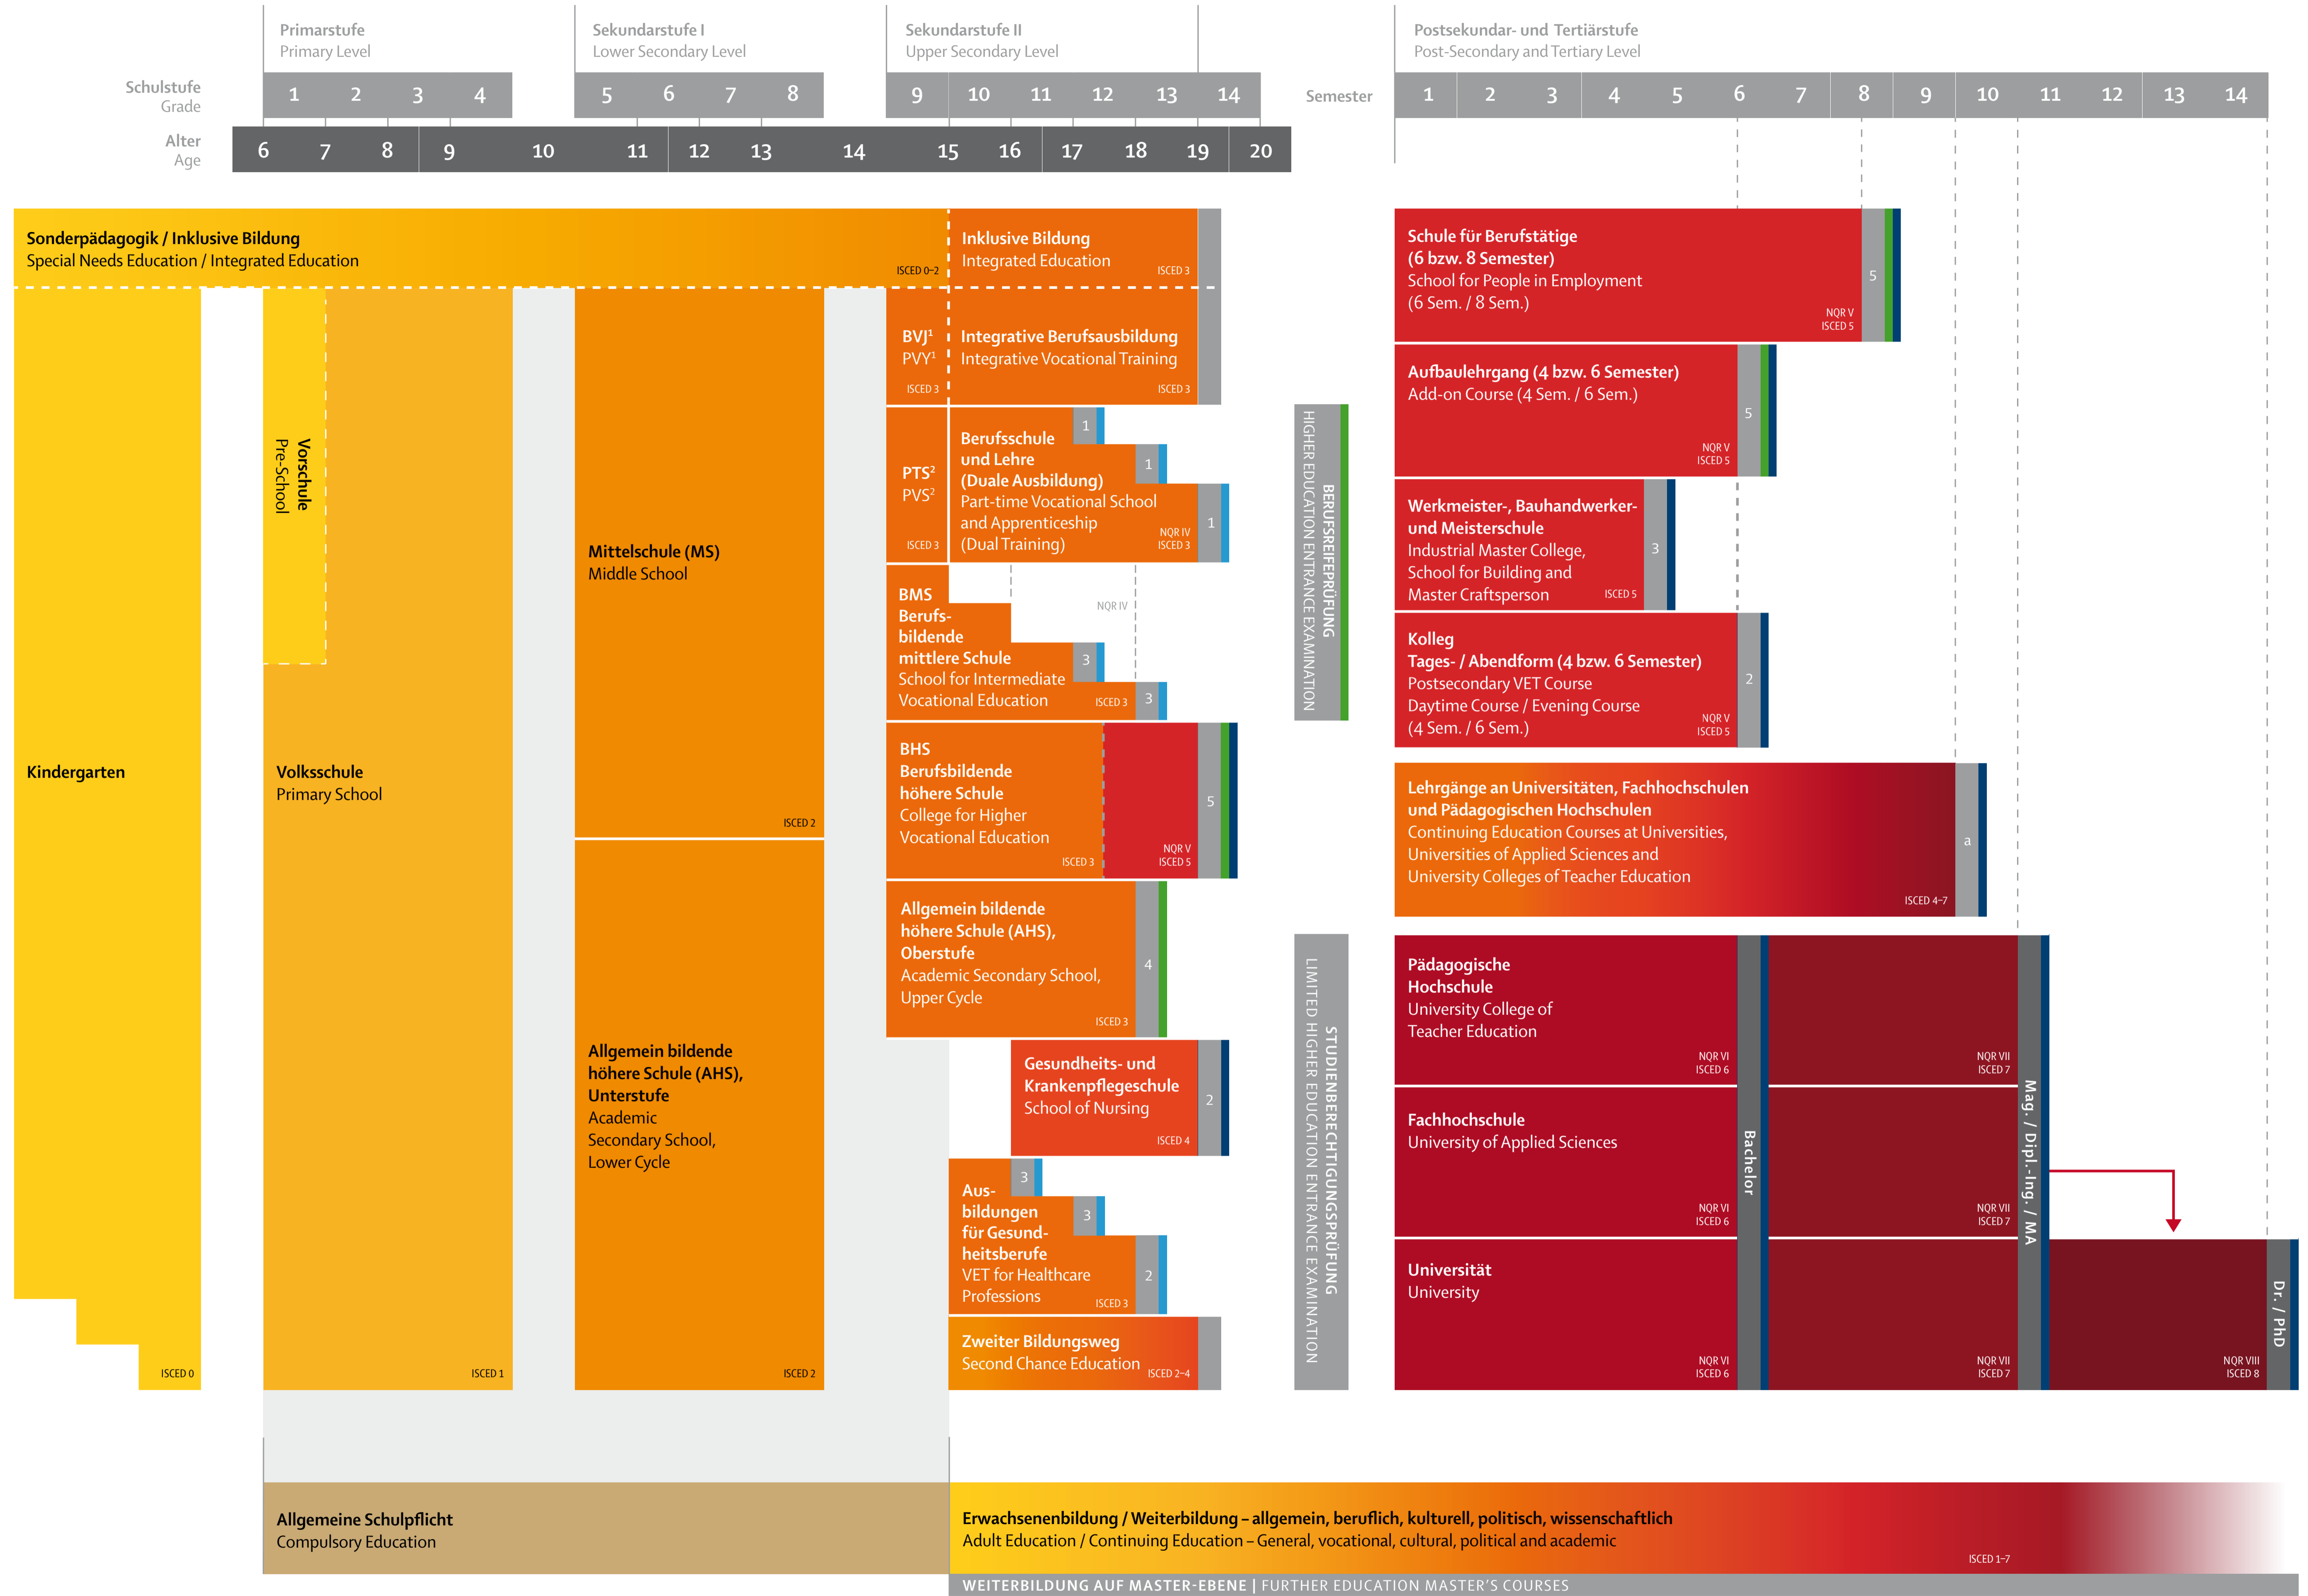 Primarstufe
Primary Level
Sekundarstufe I
Lower Secondary Level
Sekundarstufe II
Upper Secondary Level
Postsekundar- und Tertiärstufe
Post-Secondary and Tertiary Level
Schulstufe
Grade
1 2 3 4 5 6 7 8 9 10 11 12 13 14
Semester
1 2 3 4 5 6 7 8 9 10 11 12 13 14
Alter
Age
6 7 8 9 10 11 12 13 14 15 16 17 18 19 20
Sonderpädagogik / Inklusive Bildung
Special Needs Education / Integrated Education
ISCED 0–2
Inklusive Bildung
Integrated Education
ISCED 3
Kindergarten
ISCED 0
Vorschule
Pre-School
Volksschule
Primary School
ISCED 1
Mittelschule (MS)
Middle School
ISCED 2
Allgemein bildende
höhere Schule (AHS),
Unterstufe
Academic
Secondary School,
Lower Cycle
ISCED 2
BVJ¹
PVY¹
ISCED 3
Integrative Berufsausbildung
Integrative Vocational Training
ISCED 3
PTS²
PVS²
ISCED 3
Berufsschule
und Lehre
(Duale Ausbildung)
Part-time Vocational School
and Apprenticeship
(Dual Training)
NQR IV
ISCED 3
1
1
1
BMS
Berufs-
bildende
mittlere Schule
School for Intermediate
Vocational Education
ISCED 3
NQR IV
3
3
BHS
Berufsbildende
höhere Schule
College for Higher
Vocational Education
ISCED 3
NQR V
ISCED 5
5
Allgemein bildende
höhere Schule (AHS),
Oberstufe
Academic Secondary School,
Upper Cycle
ISCED 3
4
Gesundheits- und
Krankenpflegeschule
School of Nursing
ISCED 4
2
Aus-
bildungen
für Gesund-
heitsberufe
VET for Healthcare
Professions
ISCED 3
3
3
2
Zweiter Bildungsweg
Second Chance Education
ISCED 2–4
BERUFSREIFEPRÜFUNG
HIGHER EDUCATION ENTRANCE EXAMINATION
STUDIENBERECHTIGUNGSPRÜFUNG
LIMITED HIGHER EDUCATION ENTRANCE EXAMINATION
Schule für Berufstätige
(6 bzw. 8 Semester)
School for People in Employment
(6 Sem. / 8 Sem.)
NQR V
ISCED 5
5
Aufbaulehrgang (4 bzw. 6 Semester)
Add-on Course (4 Sem. / 6 Sem.)
NQR V
ISCED 5
5
Werkmeister-, Bauhandwerker-
und Meisterschule
Industrial Master College,
School for Building and
Master Craftsperson
ISCED 5
3
Kolleg
Tages- / Abendform (4 bzw. 6 Semester)
Postsecondary VET Course
Daytime Course / Evening Course
(4 Sem. / 6 Sem.)
NQR V
ISCED 5
2
Lehrgänge an Universitäten, Fachhochschulen
und Pädagogischen Hochschulen
Continuing Education Courses at Universities,
Universities of Applied Sciences and
University Colleges of Teacher Education
ISCED 4–7
a
Pädagogische
Hochschule
University College of
Teacher Education
NQR VI
ISCED 6
NQR VII
ISCED 7
Fachhochschule
University of Applied Sciences
NQR VI
ISCED 6
NQR VII
ISCED 7
Universität
University
NQR VI
ISCED 6
NQR VII
ISCED 7
NQR VIII
ISCED 8
Bachelor
Mag. / Dipl.-Ing. / MA
Dr. / PhD
Allgemeine Schulpflicht
Compulsory Education
Erwachsenenbildung / Weiterbildung – allgemein, beruflich, kulturell, politisch, wissenschaftlich
Adult Education / Continuing Education – General, vocational, cultural, political and academic
ISCED 1–7
WEITERBILDUNG AUF MASTER-EBENE | FURTHER EDUCATION MASTER'S COURSES